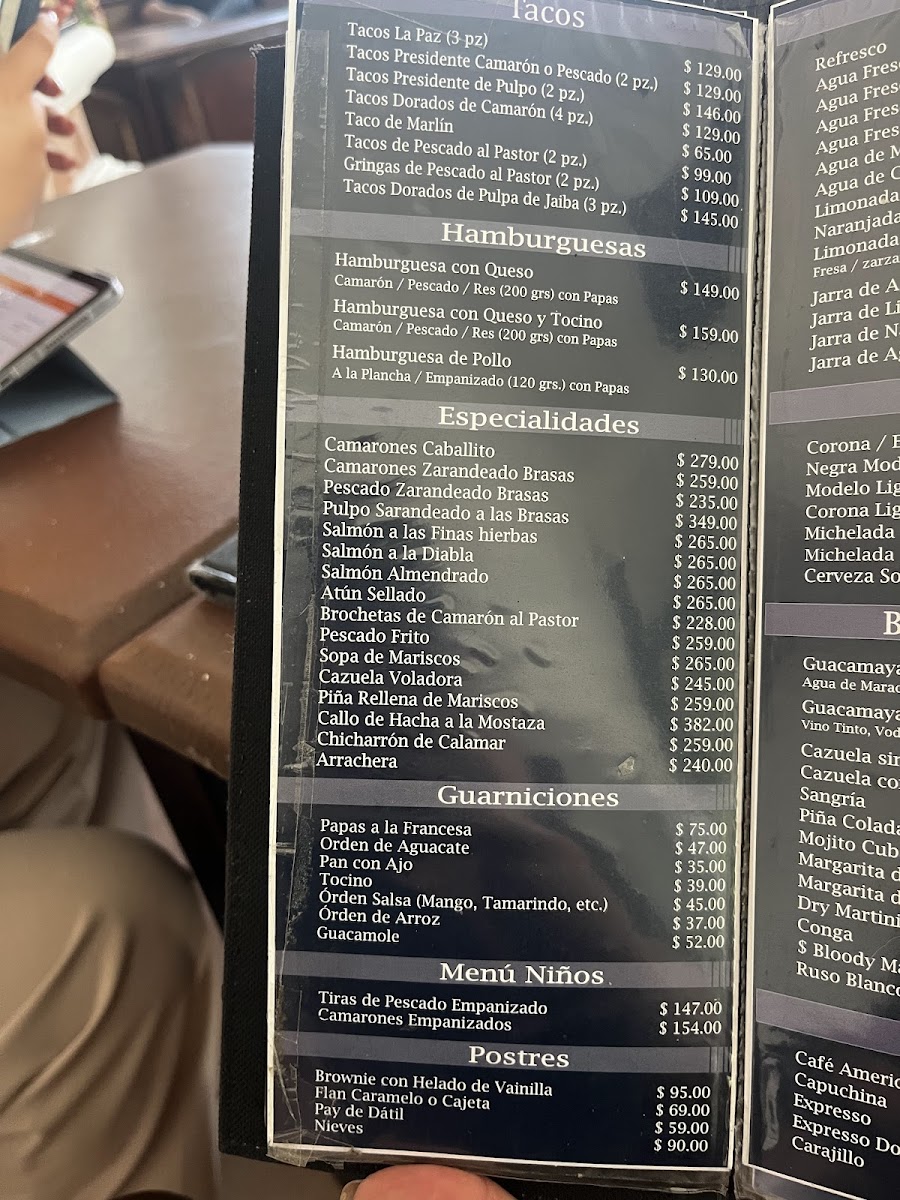 Tacos
Tacos La Paz (3 pz) $ 129.00
Tacos Presidente Camarón o Pescado (2 pz.) $ 129.00
Tacos Presidente de Pulpo (2 pz.) $ 146.00
Tacos Dorados de Camarón (4 pz.) $ 129.00
Taco de Marlín $ 65.00
Tacos de Pescado al Pastor (2 pz.) $ 99.00
Gringas de Pescado al Pastor (2 pz.) $ 109.00
Tacos Dorados de Pulpa de Jaiba (3 pz.) $ 145.00
Hamburguesas
Hamburguesa con Queso
Camarón / Pescado / Res (200 grs) con Papas $ 149.00
Hamburguesa con Queso y Tocino
Camarón / Pescado / Res (200 grs) con Papas $ 159.00
Hamburguesa de Pollo
A la Plancha / Empanizado (120 grs.) con Papas $ 130.00
Especialidades
Camarones Caballito $ 279.00
Camarones Zarandeado Brasas $ 259.00
Pescado Zarandeado Brasas $ 235.00
Pulpo Sarandeado a las Brasas $ 349.00
Salmón a las Finas hierbas $ 265.00
Salmón a la Diabla $ 265.00
Salmón Almendrado $ 265.00
Atún Sellado $ 265.00
Brochetas de Camarón al Pastor $ 228.00
Pescado Frito $ 259.00
Sopa de Mariscos $ 265.00
Cazuela Voladora $ 245.00
Piña Rellena de Mariscos $ 259.00
Callo de Hacha a la Mostaza $ 382.00
Chicharrón de Calamar $ 259.00
Arrachera $ 240.00
Guarniciones
Papas a la Francesa $ 75.00
Orden de Aguacate $ 47.00
Pan con Ajo $ 35.00
Tocino $ 39.00
Órden Salsa (Mango, Tamarindo, etc.) $ 45.00
Órden de Arroz $ 37.00
Guacamole $ 52.00
Menú Niños
Tiras de Pescado Empanizado $ 147.00
Camarones Empanizados $ 154.00
Postres
Brownie con Helado de Vainilla $ 95.00
Flan Caramelo o Cajeta $ 69.00
Pay de Dátil $ 59.00
Nieves $ 90.00
Refresco
Agua Fres
Agua Fres
Agua Fres
Agua Fres
Agua de M
Agua de C
Limonada
Naranjada
Limonada
Fresa / zarza
Jarra de A
Jarra de Li
Jarra de N
Jarra de A
Corona / E
Negra Mod
Modelo Lig
Corona Lig
Michelada
Michelada
Cerveza So
B
Guacamaya
Agua de Marac
Guacamaya
Vino Tinto, Vod
Cazuela sin
Cazuela co
Sangría
Piña Colada
Mojito Cub
Margarita d
Margarita d
Dry Martini
Conga
$ Bloody Ma
Ruso Blanco
Café Americ
Capuchina
Expresso
Expresso Do
Carajillo